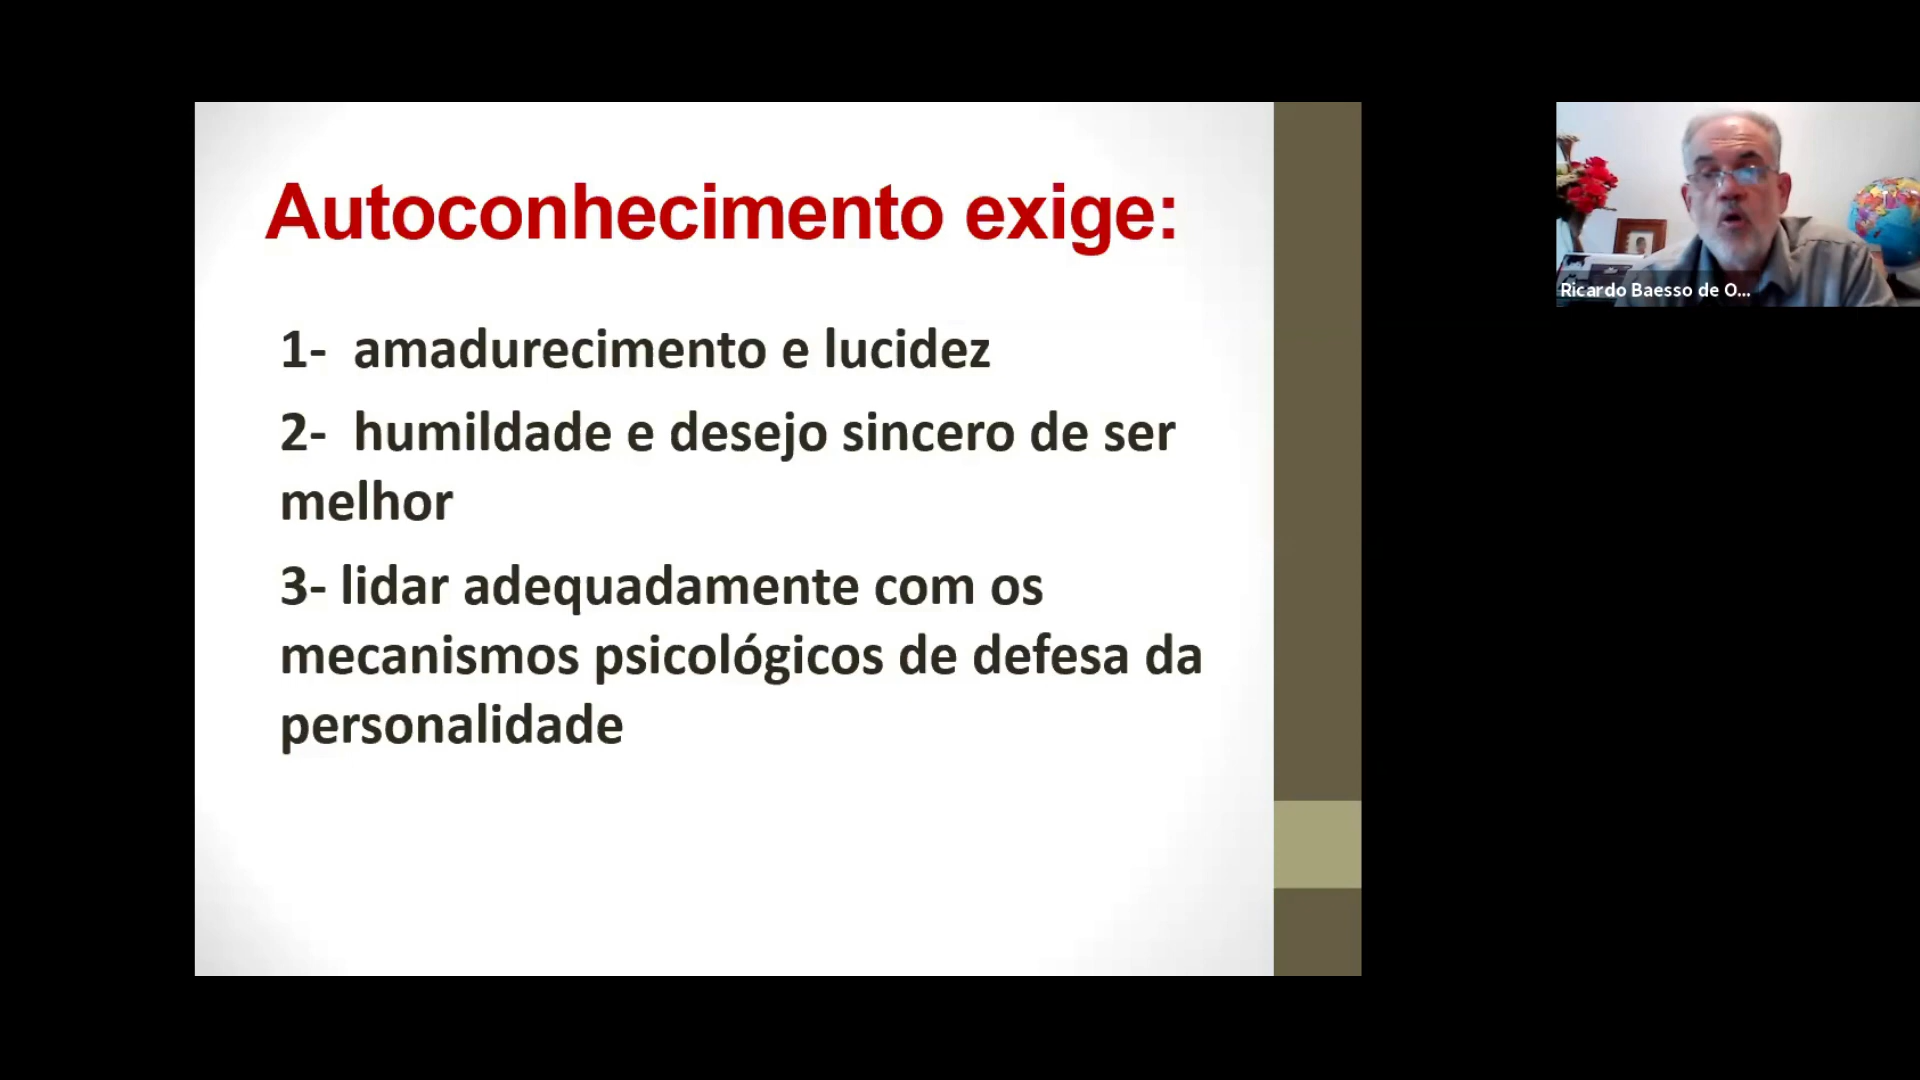 Autoconhecimento exige:
1- amadurecimento e lucidez
2- humildade e desejo sincero de ser
melhor
3- lidar adequadamente com os
mecanismos psicológicos de defesa da
personalidade
Ricardo Baesso de O...